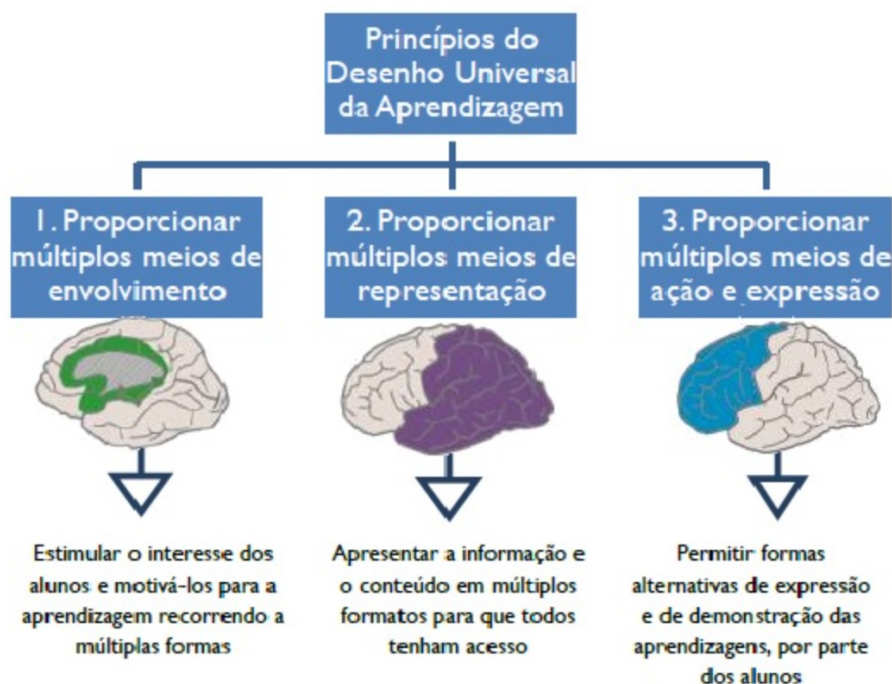 Princípios do
Desenho Universal
da Aprendizagem
1. Proporcionar
múltiplos meios de
envolvimento
2. Proporcionar
múltiplos meios de
representação
3. Proporcionar
múltiplos meios de
ação e expressão
Estimular o interesse dos
alunos e motivá-los para a
aprendizagem recorrendo a
múltiplas formas
Apresentar a informação e
o conteúdo em múltiplos
formatos para que todos
tenham acesso
Permitir formas
alternativas de expressão
e de demonstração das
aprendizagens, por parte
dos alunos